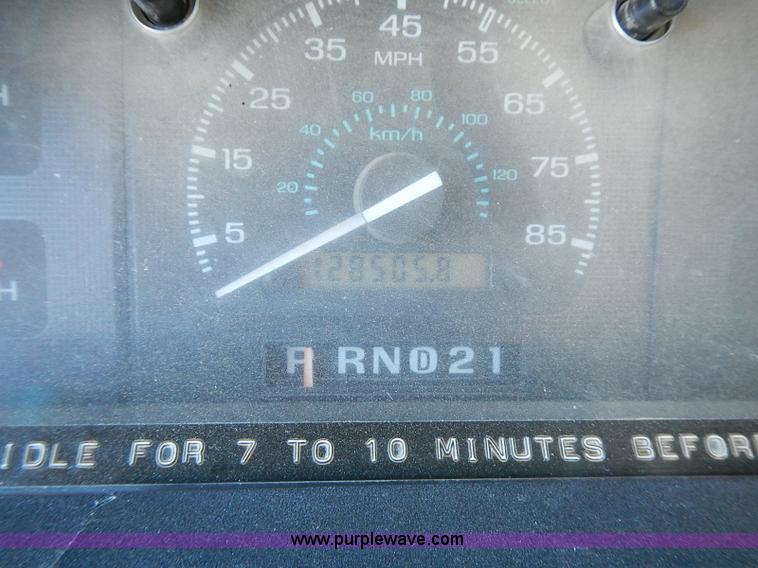 45
35 55
MPH
25 65
60 80
40 100
km/h
15 75
20 120
5 85
128505.8
P RND21
IDLE FOR 7 TO 10 MINUTES BEFOR
www.purplewave.com
H
H